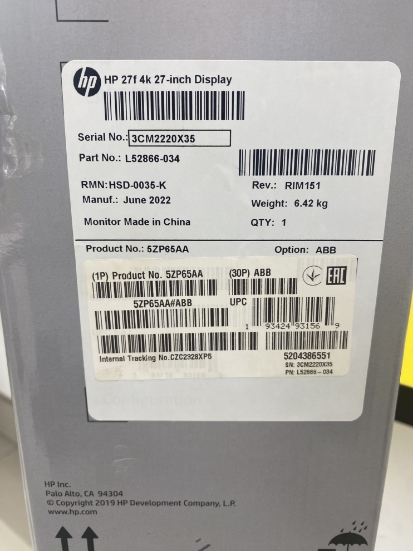 hp HP 27f 4k 27-inch Display
Serial No.: 3CM2220X35
Part No.: L52866-034
RMN:HSD-0035-K Rev.: RIM151
Manuf.: June 2022 Weight: 6.42 kg
Monitor Made in China QTY: 1
Product No.: 5ZP65AA Option: ABB
(1P) Product No. 5ZP65AA (30P) ABB EAC
5ZP65AA#ABB UPC
1 93424 93156 9
Internal Tracking No.CZC2328XP5 5204386551
SN: 3CM2220X35
PN: L52866-034
HP Inc.
Palo Alto, CA 94304
© Copyright 2019 HP Development Company, L.P.
www.hp.com